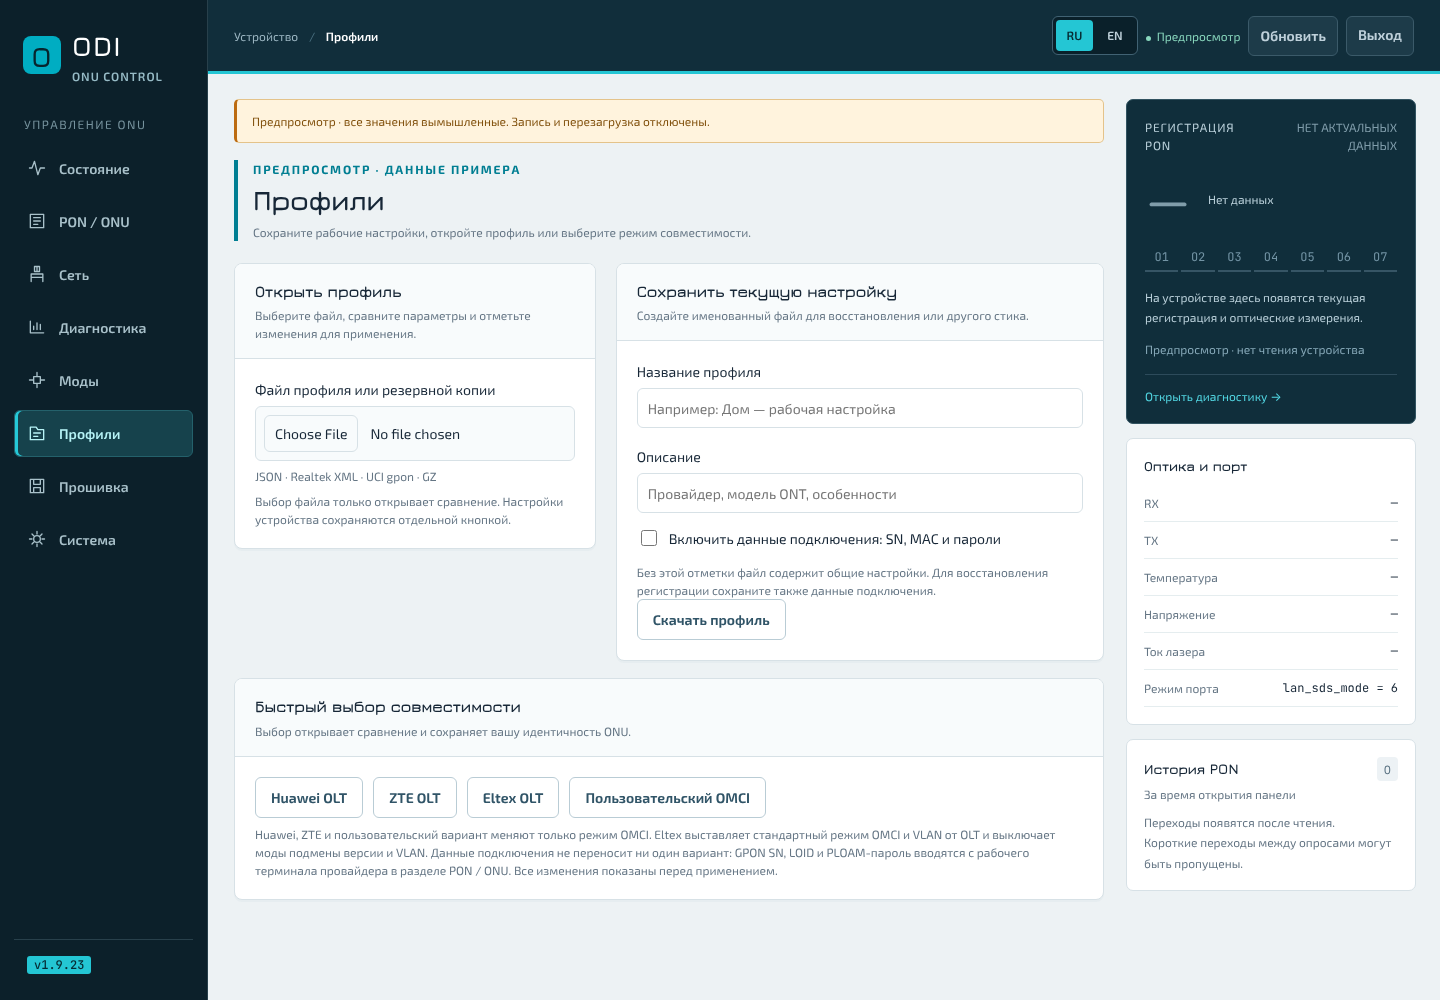 O
ODI
ONU CONTROL
УПРАВЛЕНИЕ ONU
Состояние
PON / ONU
Сеть
Диагностика
Моды
Профили
Прошивка
Система
v1.9.23
Устройство / Профили
RU
EN
Предпросмотр
Обновить
Выход
Предпросмотр · все значения вымышленные. Запись и перезагрузка отключены.
ПРЕДПРОСМОТР · ДАННЫЕ ПРИМЕРА
Профили
Сохраните рабочие настройки, откройте профиль или выберите режим совместимости.
Открыть профиль
Выберите файл, сравните параметры и отметьте
изменения для применения.
Файл профиля или резервной копии
Choose File No file chosen
JSON · Realtek XML · UCI gpon · GZ
Выбор файла только открывает сравнение. Настройки
устройства сохраняются отдельной кнопкой.
Сохранить текущую настройку
Создайте именованный файл для восстановления или другого стика.
Название профиля
Например: Дом — рабочая настройка
Описание
Провайдер, модель ONT, особенности
Включить данные подключения: SN, MAC и пароли
Без этой отметки файл содержит общие настройки. Для восстановления
регистрации сохраните также данные подключения.
Скачать профиль
Быстрый выбор совместимости
Выбор открывает сравнение и сохраняет вашу идентичность ONU.
Huawei OLT
ZTE OLT
Eltex OLT
Пользовательский OMCI
Huawei, ZTE и пользовательский вариант меняют только режим OMCI. Eltex выставляет стандартный режим OMCI и VLAN от OLT и выключает
моды подмены версии и VLAN. Данные подключения не переносит ни один вариант: GPON SN, LOID и PLOAM-пароль вводятся с рабочего
терминала провайдера в разделе PON / ONU. Все изменения показаны перед применением.
РЕГИСТРАЦИЯ
PON
НЕТ АКТУАЛЬНЫХ
ДАННЫХ
— Нет данных
01 02 03 04 05 06 07
На устройстве здесь появятся текущая
регистрация и оптические измерения.
Предпросмотр · нет чтения устройства
Открыть диагностику →
Оптика и порт
RX —
TX —
Температура —
Напряжение —
Ток лазера —
Режим порта lan_sds_mode = 6
История PON 0
За время открытия панели
Переходы появятся после чтения.
Короткие переходы между опросами могут
быть пропущены.